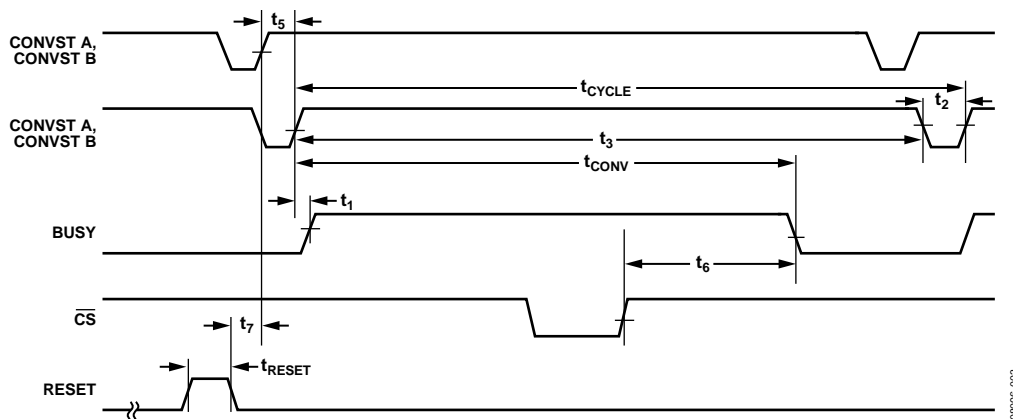 t5
CONVST A,
CONVST B
tCYCLE
t2
CONVST A,
CONVST B
t3
tCONV
t1
BUSY
t6
CS
t7
tRESET
RESET